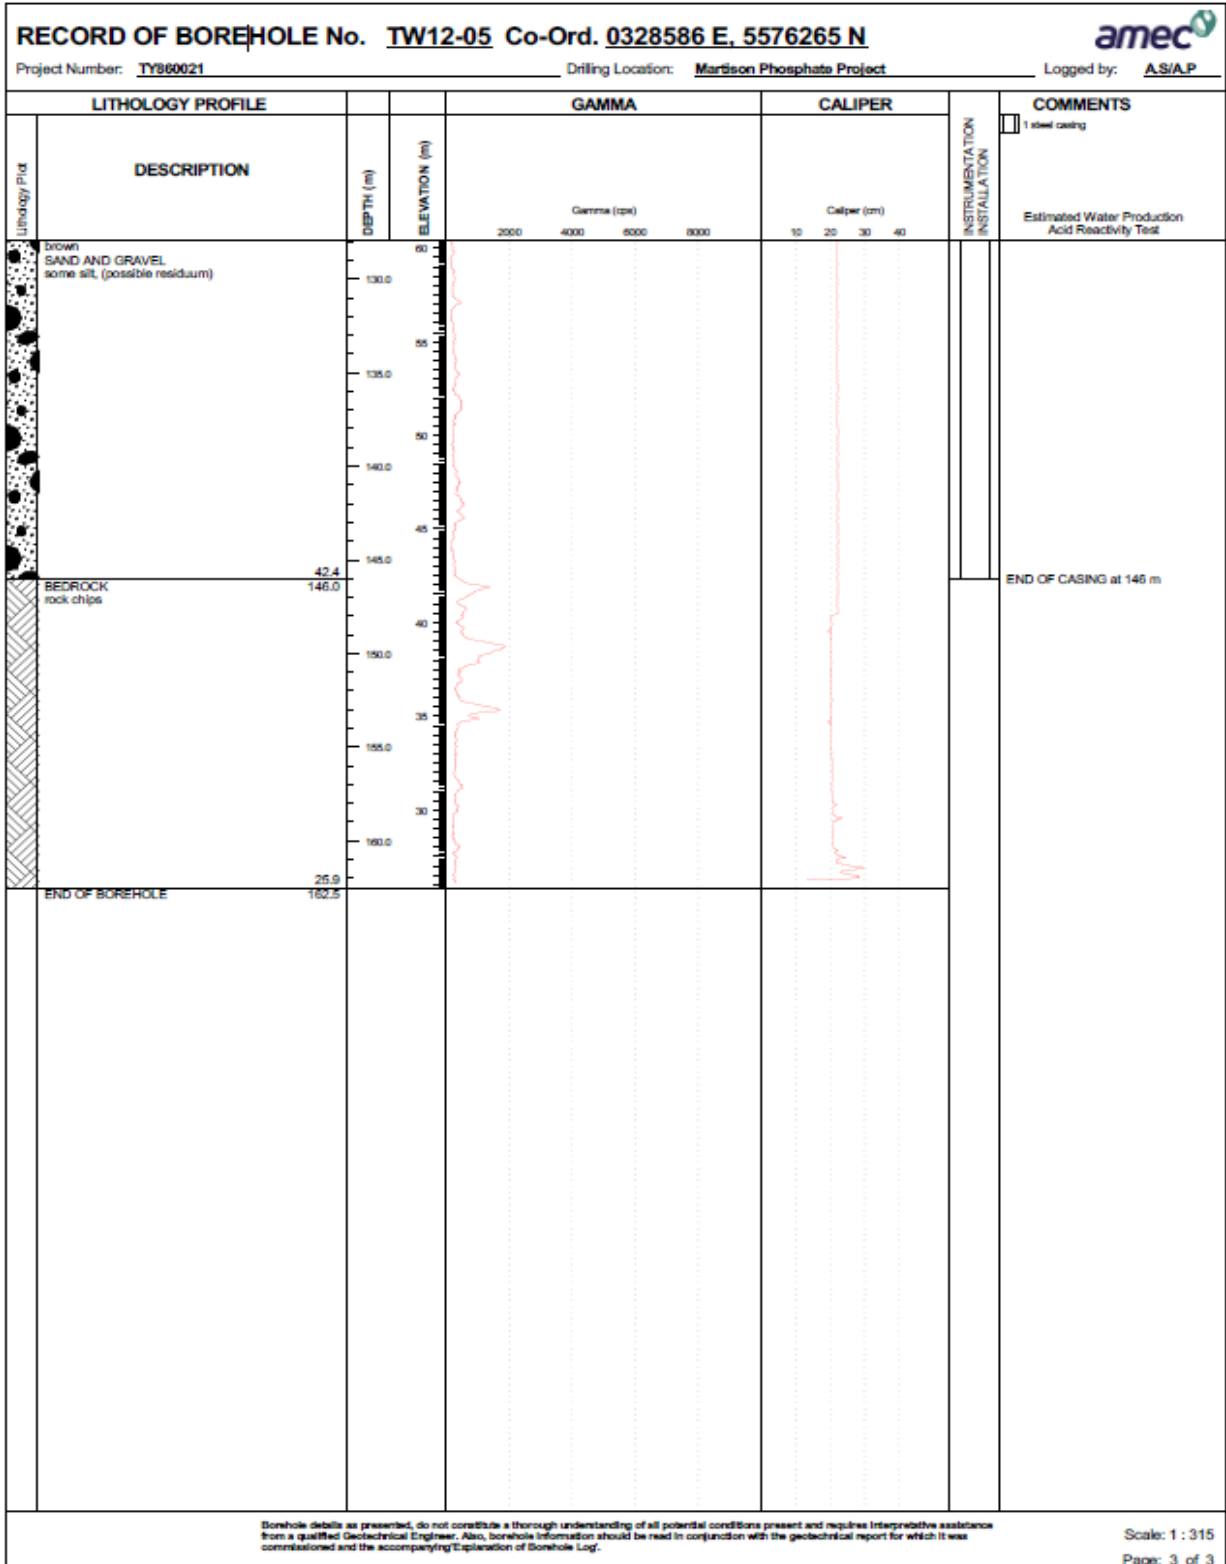 RECORD OF BOREHOLE No. TW12-05 Co-Ord. 0328586 E, 5576265 N
amec
Project Number: TY860021 Drilling Location: Martison Phosphate Project Logged by: A.S/A.P
LITHOLOGY PROFILE GAMMA CALIPER COMMENTS
1 steel casing
Lithology Plot
DESCRIPTION
DEPTH (m)
ELEVATION (m)
INSTRUMENTATION
INSTALLATION
Gamma (cps) Caliper (cm)
Estimated Water Production
Acid Reactivity Test
2000 4000 6000 8000 10 20 30 40
brown
SAND AND GRAVEL
some silt, (possible residuum)
60
130.0
55
135.0
50
140.0
45
145.0
42.4
BEDROCK 146.0
rock chips
END OF CASING at 146 m
40
150.0
35
155.0
30
160.0
25.9
END OF BOREHOLE 162.5
Borehole details as presented, do not constitute a thorough understanding of all potential conditions present and requires interpretative assistance
from a qualified Geotechnical Engineer. Also, borehole information should be read in conjunction with the geotechnical report for which it was
commissioned and the accompanying'Explanation of Borehole Log'.
Scale: 1 : 315
Page: 3 of 3